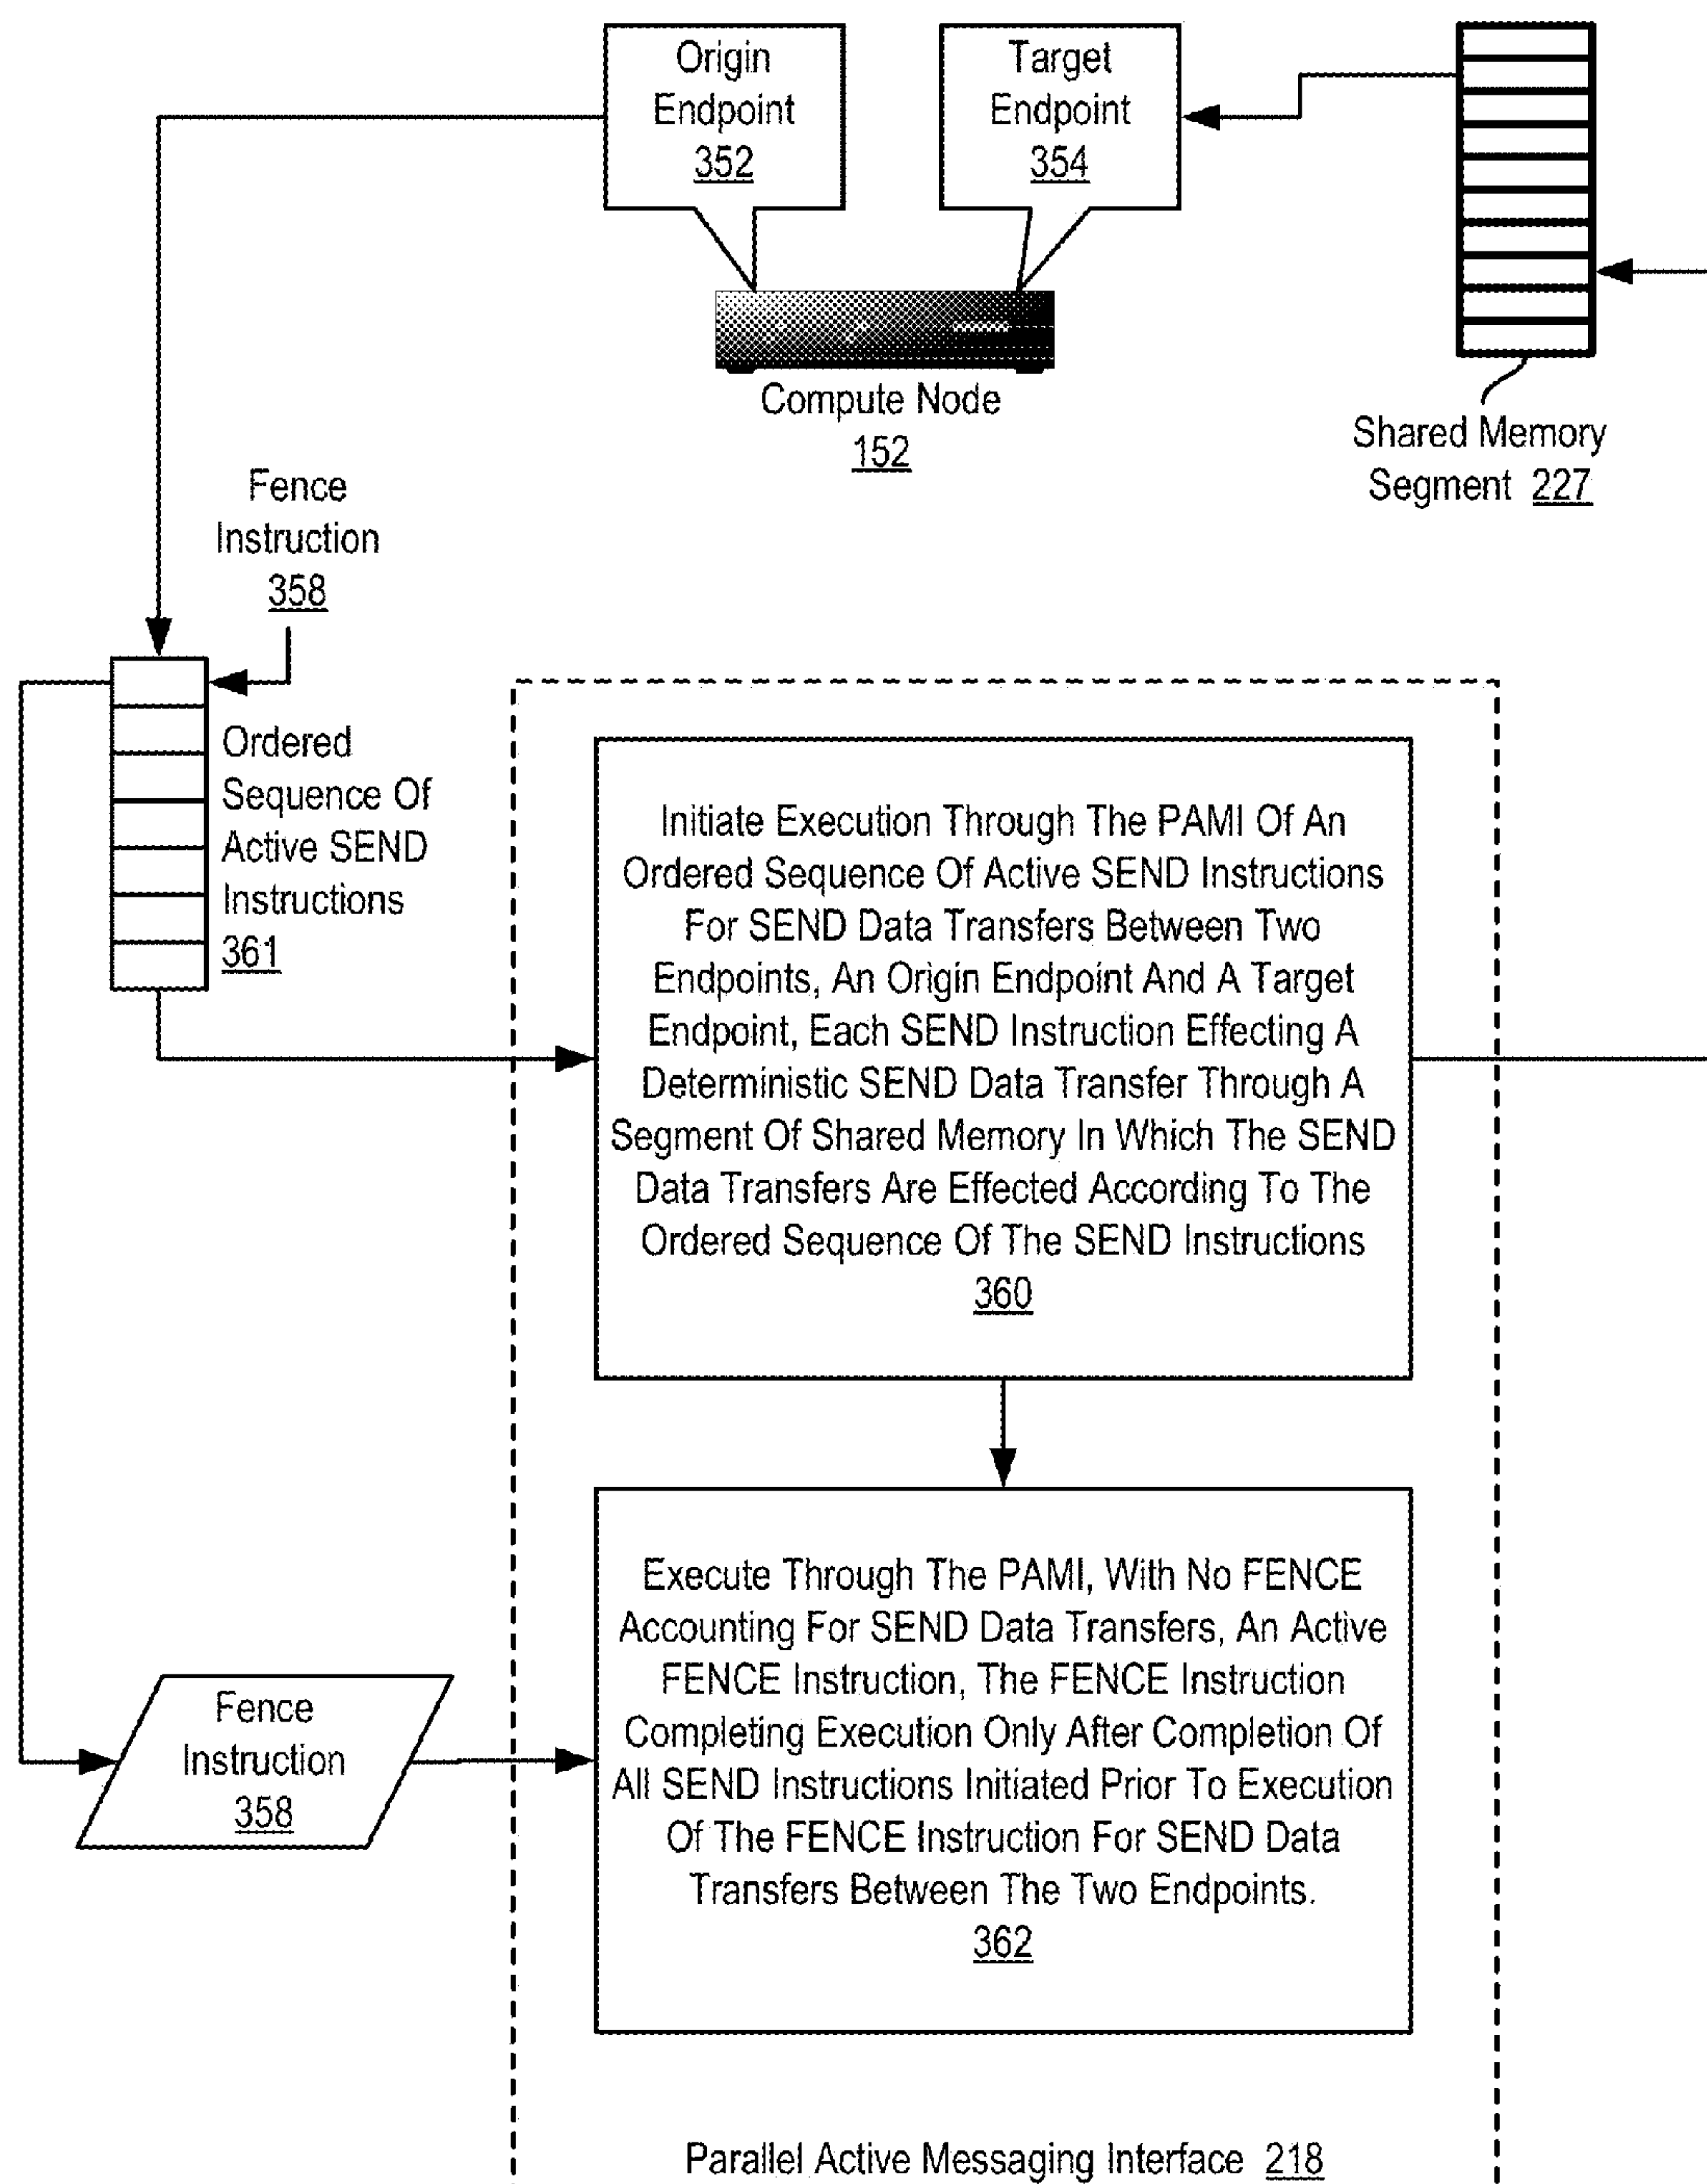 Origin
Endpoint
352
Target
Endpoint
354
Compute Node
152
Shared Memory
Segment 227
Fence
Instruction
358
Ordered
Sequence Of
Active SEND
Instructions
361
Initiate Execution Through The PAMI Of An
Ordered Sequence Of Active SEND Instructions
For SEND Data Transfers Between Two
Endpoints, An Origin Endpoint And A Target
Endpoint, Each SEND Instruction Effecting A
Deterministic SEND Data Transfer Through A
Segment Of Shared Memory In Which The SEND
Data Transfers Are Effected According To The
Ordered Sequence Of The SEND Instructions
360
Execute Through The PAMI, With No FENCE
Accounting For SEND Data Transfers, An Active
FENCE Instruction, The FENCE Instruction
Completing Execution Only After Completion Of
All SEND Instructions Initiated Prior To Execution
Of The FENCE Instruction For SEND Data
Transfers Between The Two Endpoints.
362
Fence
Instruction
358
Parallel Active Messaging Interface 218